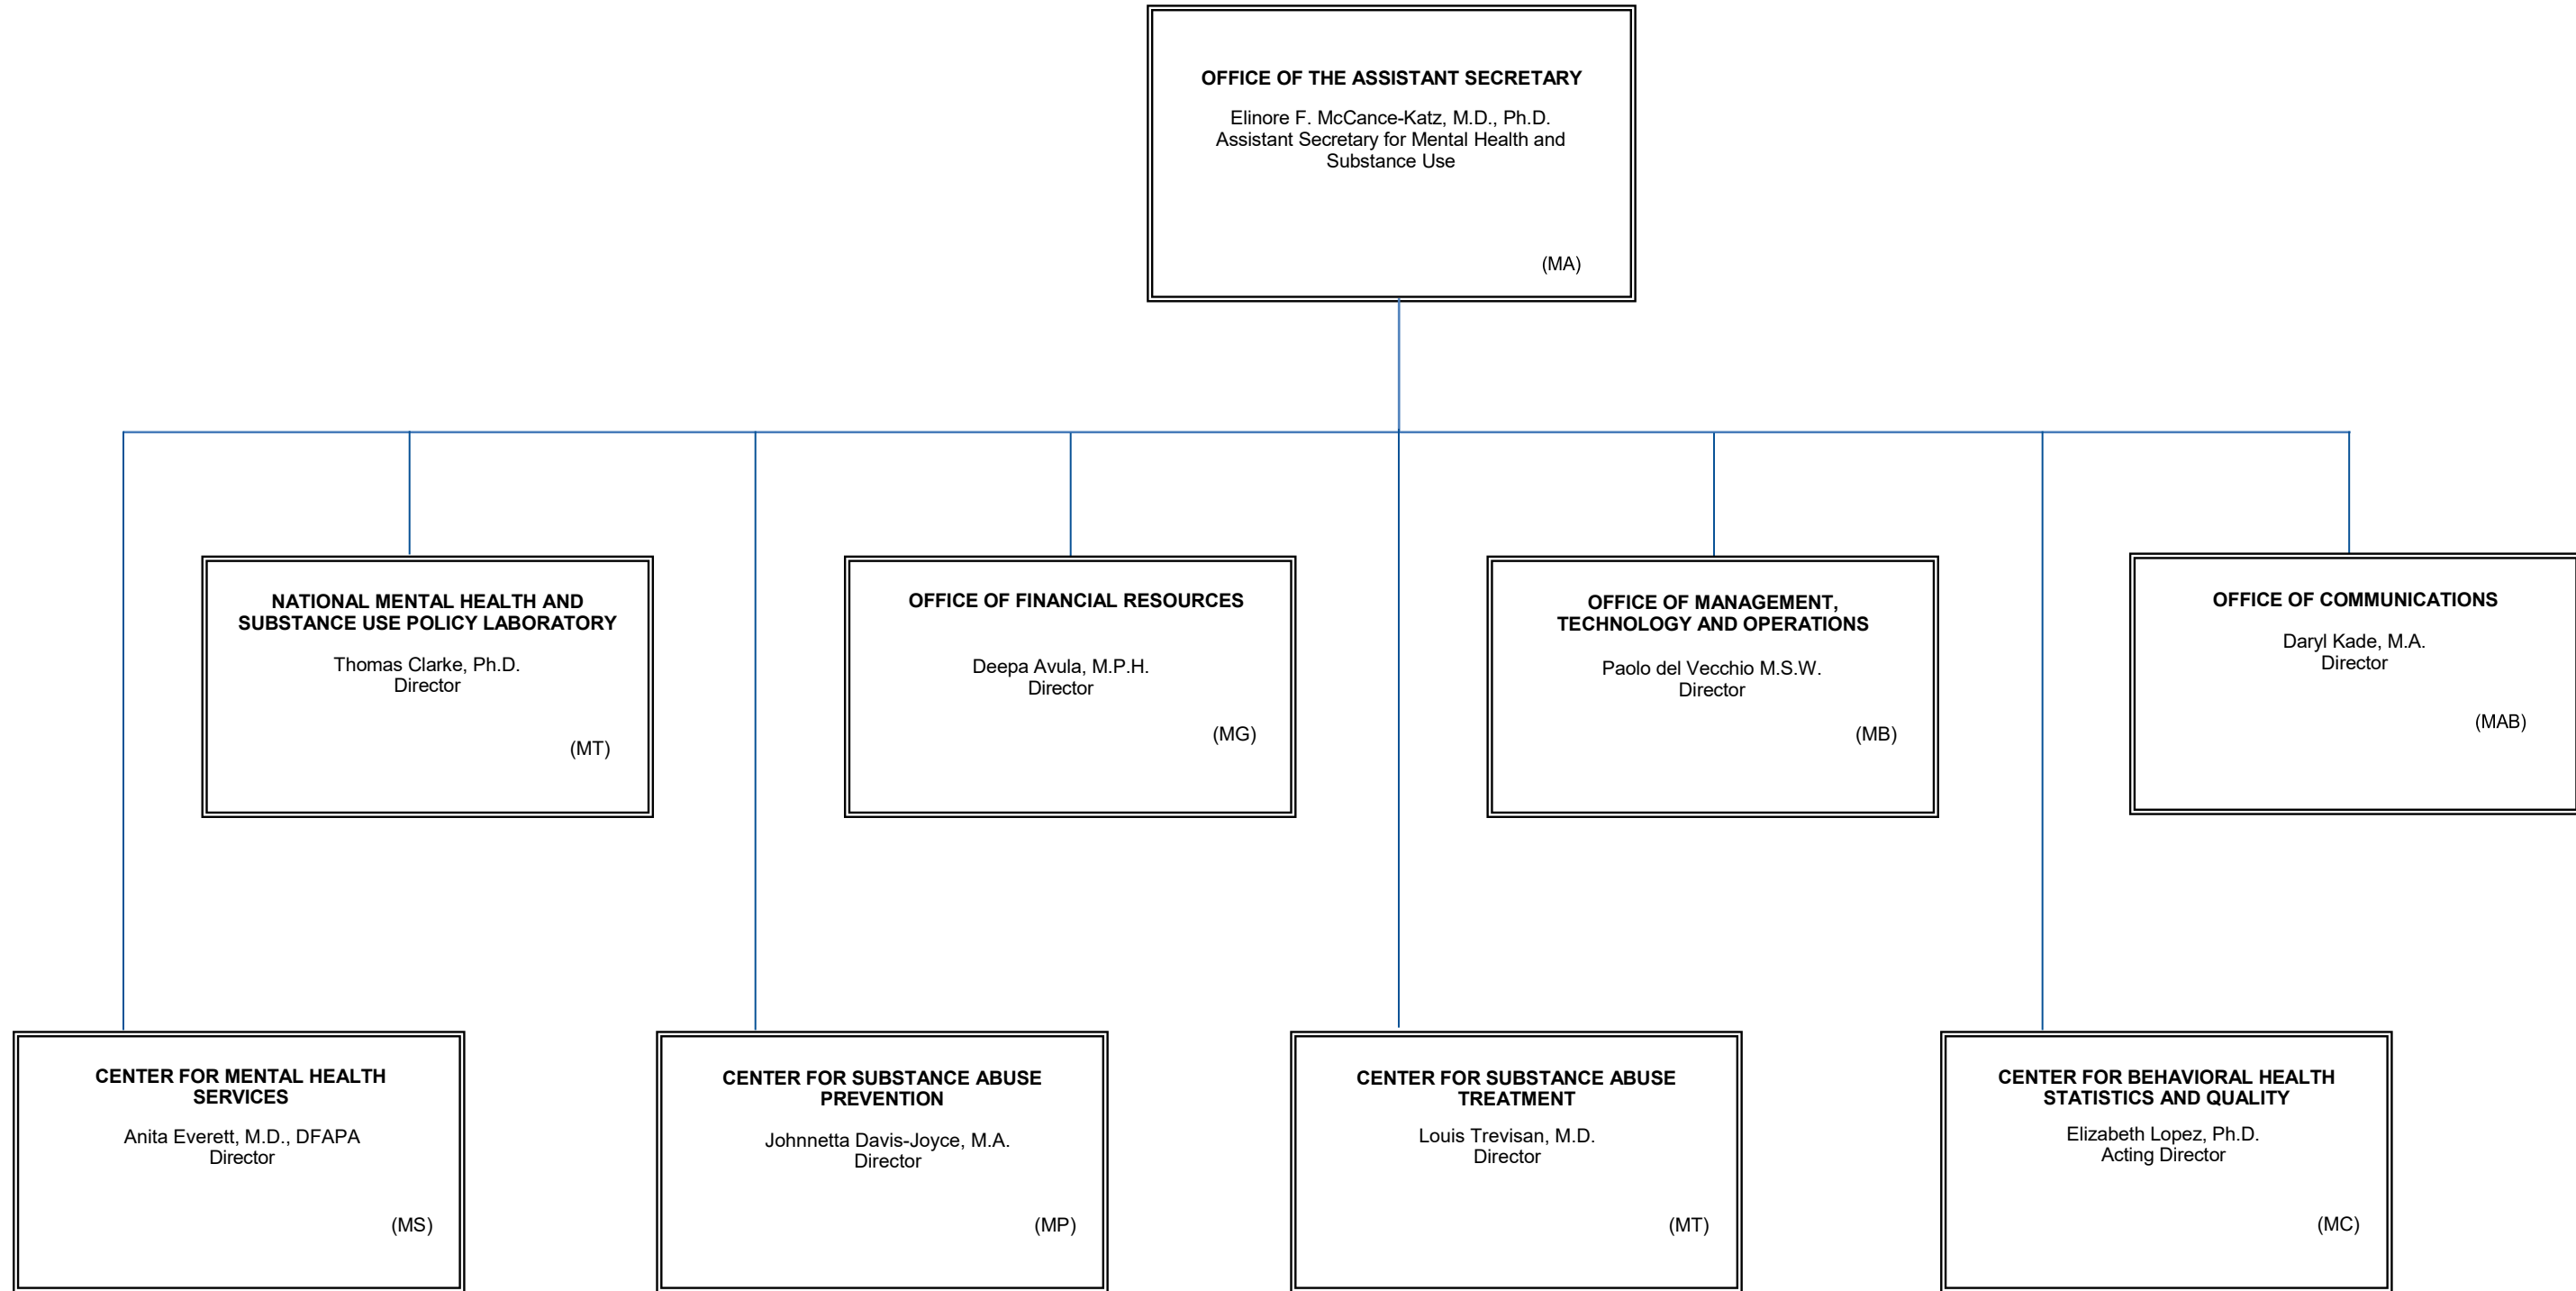 OFFICE OF THE ASSISTANT SECRETARY
Elinore F. McCance-Katz, M.D., Ph.D.
Assistant Secretary for Mental Health and
Substance Use
(MA)
NATIONAL MENTAL HEALTH AND
SUBSTANCE USE POLICY LABORATORY
Thomas Clarke, Ph.D.
Director
(MT)
OFFICE OF FINANCIAL RESOURCES
Deepa Avula, M.P.H.
Director
(MG)
OFFICE OF MANAGEMENT,
TECHNOLOGY AND OPERATIONS
Paolo del Vecchio M.S.W.
Director
(MB)
OFFICE OF COMMUNICATIONS
Daryl Kade, M.A.
Director
(MAB)
CENTER FOR MENTAL HEALTH
SERVICES
Anita Everett, M.D., DFAPA
Director
(MS)
CENTER FOR SUBSTANCE ABUSE
PREVENTION
Johnnetta Davis-Joyce, M.A.
Director
(MP)
CENTER FOR SUBSTANCE ABUSE
TREATMENT
Louis Trevisan, M.D.
Director
(MT)
CENTER FOR BEHAVIORAL HEALTH
STATISTICS AND QUALITY
Elizabeth Lopez, Ph.D.
Acting Director
(MC)